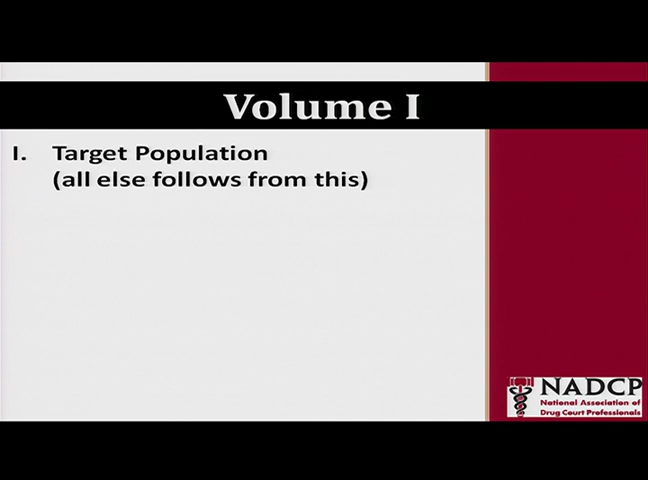 Volume I
I. Target Population
(all else follows from this)
NADCP
National Association of
Drug Court Professionals